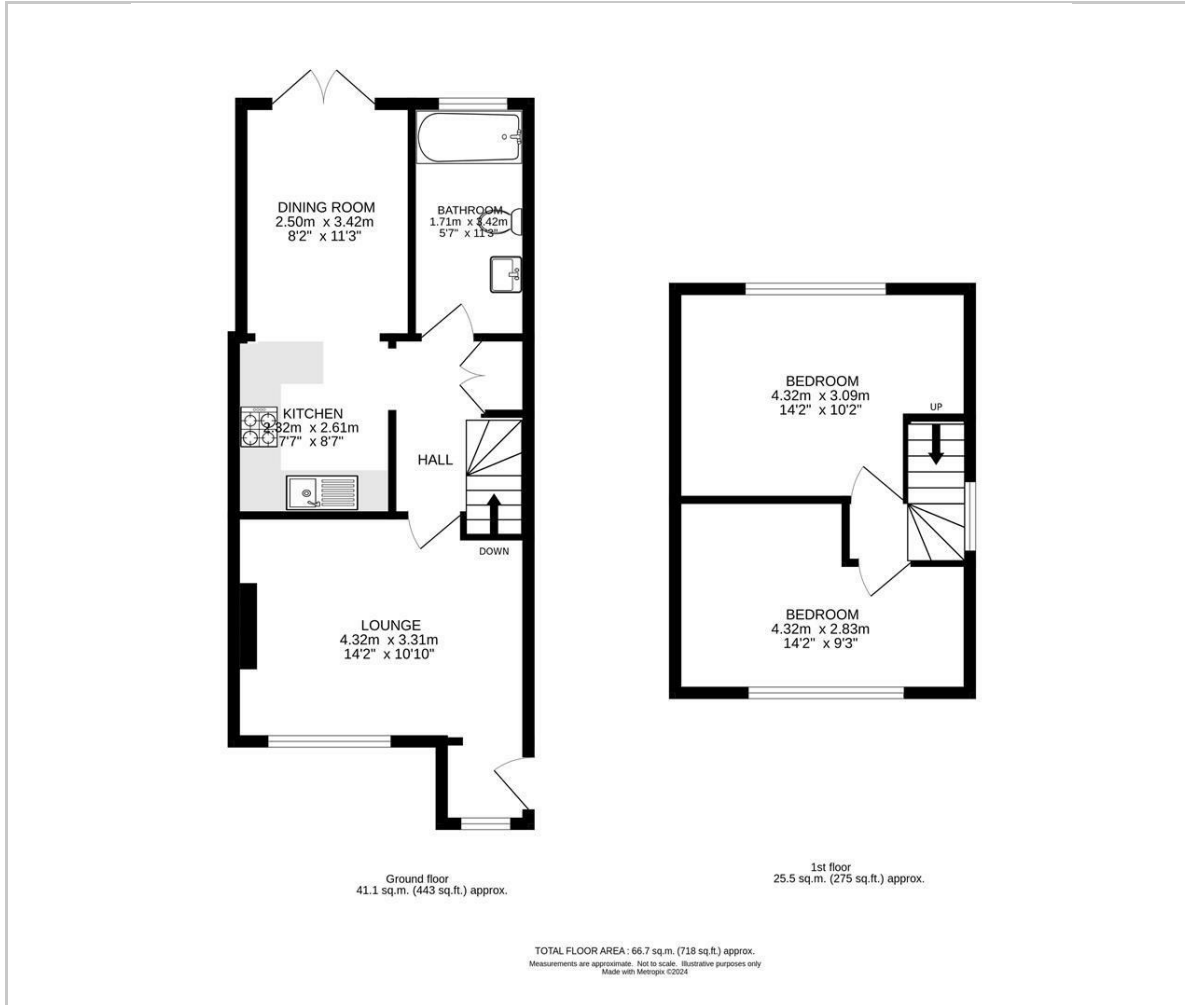 DINING ROOM
2.50m x 3.42m
8'2" x 11'3"
BATHROOM
1.71m x 3.42m
5'7" x 11'3"
KITCHEN
2.32m x 2.61m
7'7" x 8'7"
HALL
DOWN
LOUNGE
4.32m x 3.31m
14'2" x 10'10"
BEDROOM
4.32m x 3.09m
14'2" x 10'2"
UP
BEDROOM
4.32m x 2.83m
14'2" x 9'3"
Ground floor
41.1 sq.m. (443 sq.ft.) approx.
1st floor
25.5 sq.m. (275 sq.ft.) approx.
TOTAL FLOOR AREA : 66.7 sq.m. (718 sq.ft.) approx.
Measurements are approximate. Not to scale. Illustrative purposes only
Made with Metropix ©2024